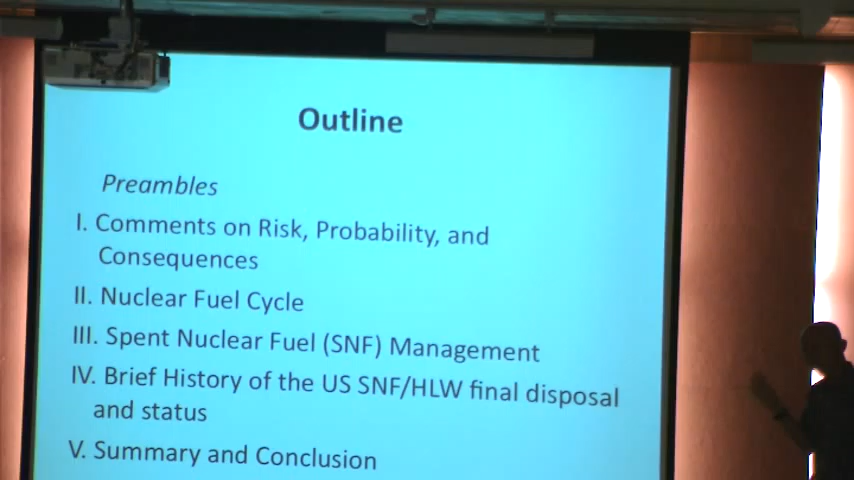 Outline
Preambles
I. Comments on Risk, Probability, and
Consequences
II. Nuclear Fuel Cycle
III. Spent Nuclear Fuel (SNF) Management
IV. Brief History of the US SNF/HLW final disposal
and status
V. Summary and Conclusion